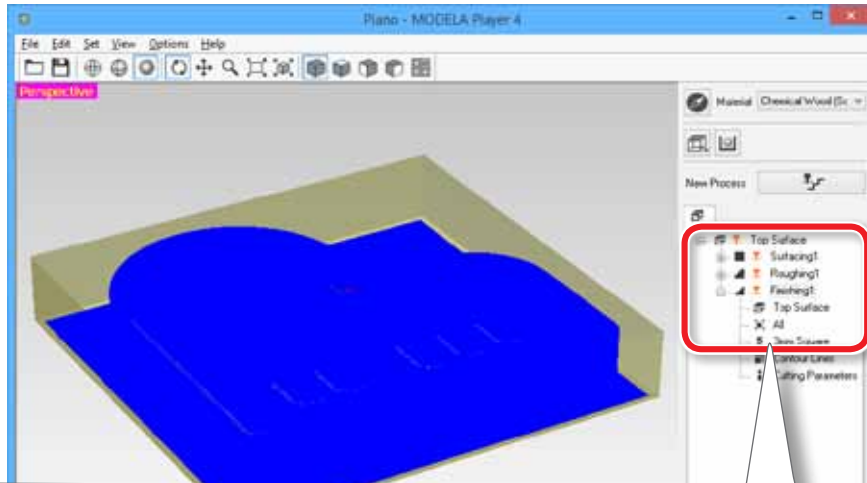 Piano - MODELA Player 4
File Edit Set View Options Help
Perspective
Material Chemical Wood (Sc
New Process
Top Surface
Surfacing1
Roughing1
Finishing1
Top Surface
All
Square
Contour Lines
Cutting Parameters